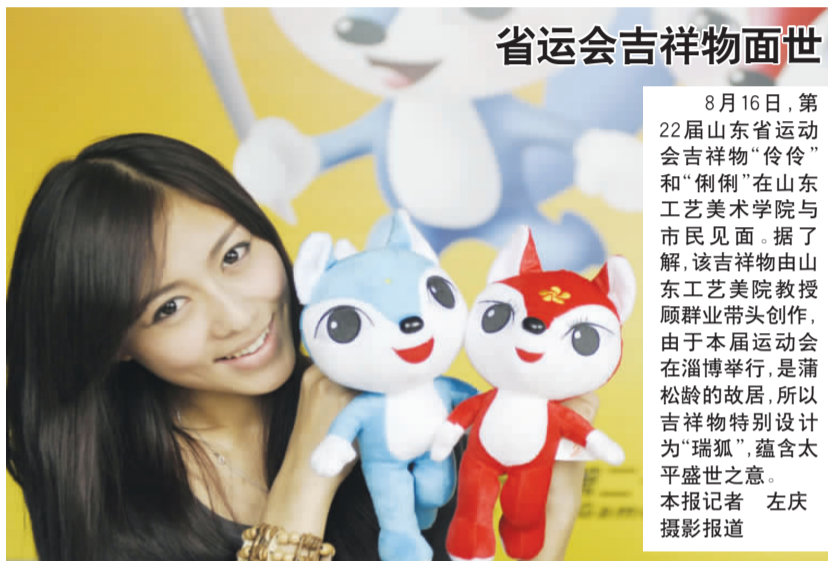 省运会吉祥物面世
8月16日,第
22届山东省运动
会吉祥物“伶伶”
和“俐俐”在山东
工艺美术学院与
市民见面。据了
解,该吉祥物由山
东工艺美院教授
顾群业带头创作,
由于本届运动会
在淄博举行,是蒲
松龄的故居,所以
吉祥物特别设计
为“瑞狐”,蕴含太
平盛世之意。
本报记者 左庆
摄影报道